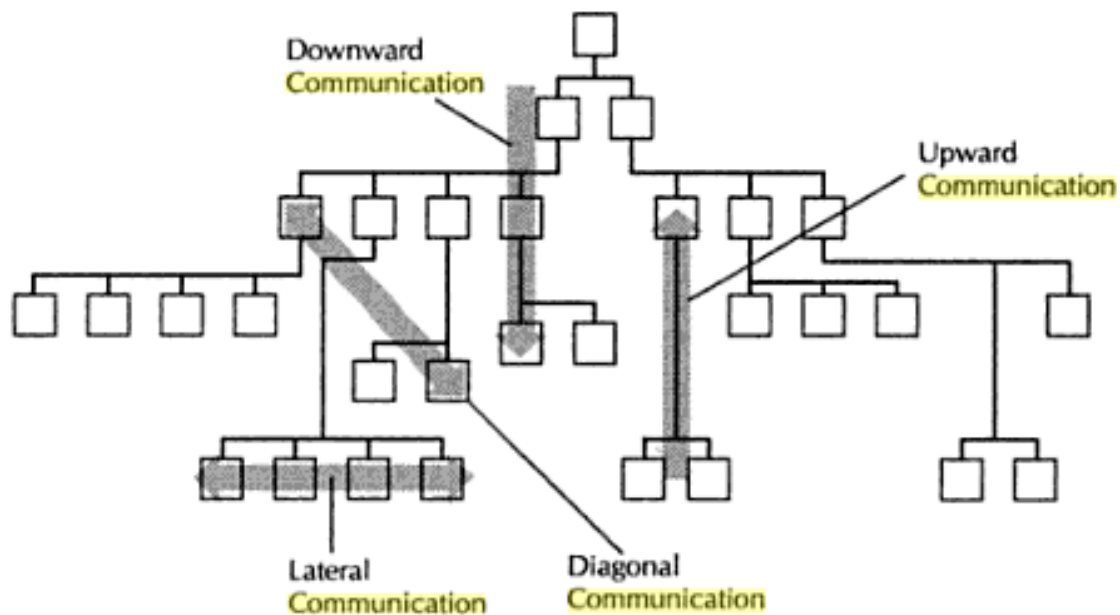 Downward
Communication
Upward
Communication
Lateral
Communication
Diagonal
Communication